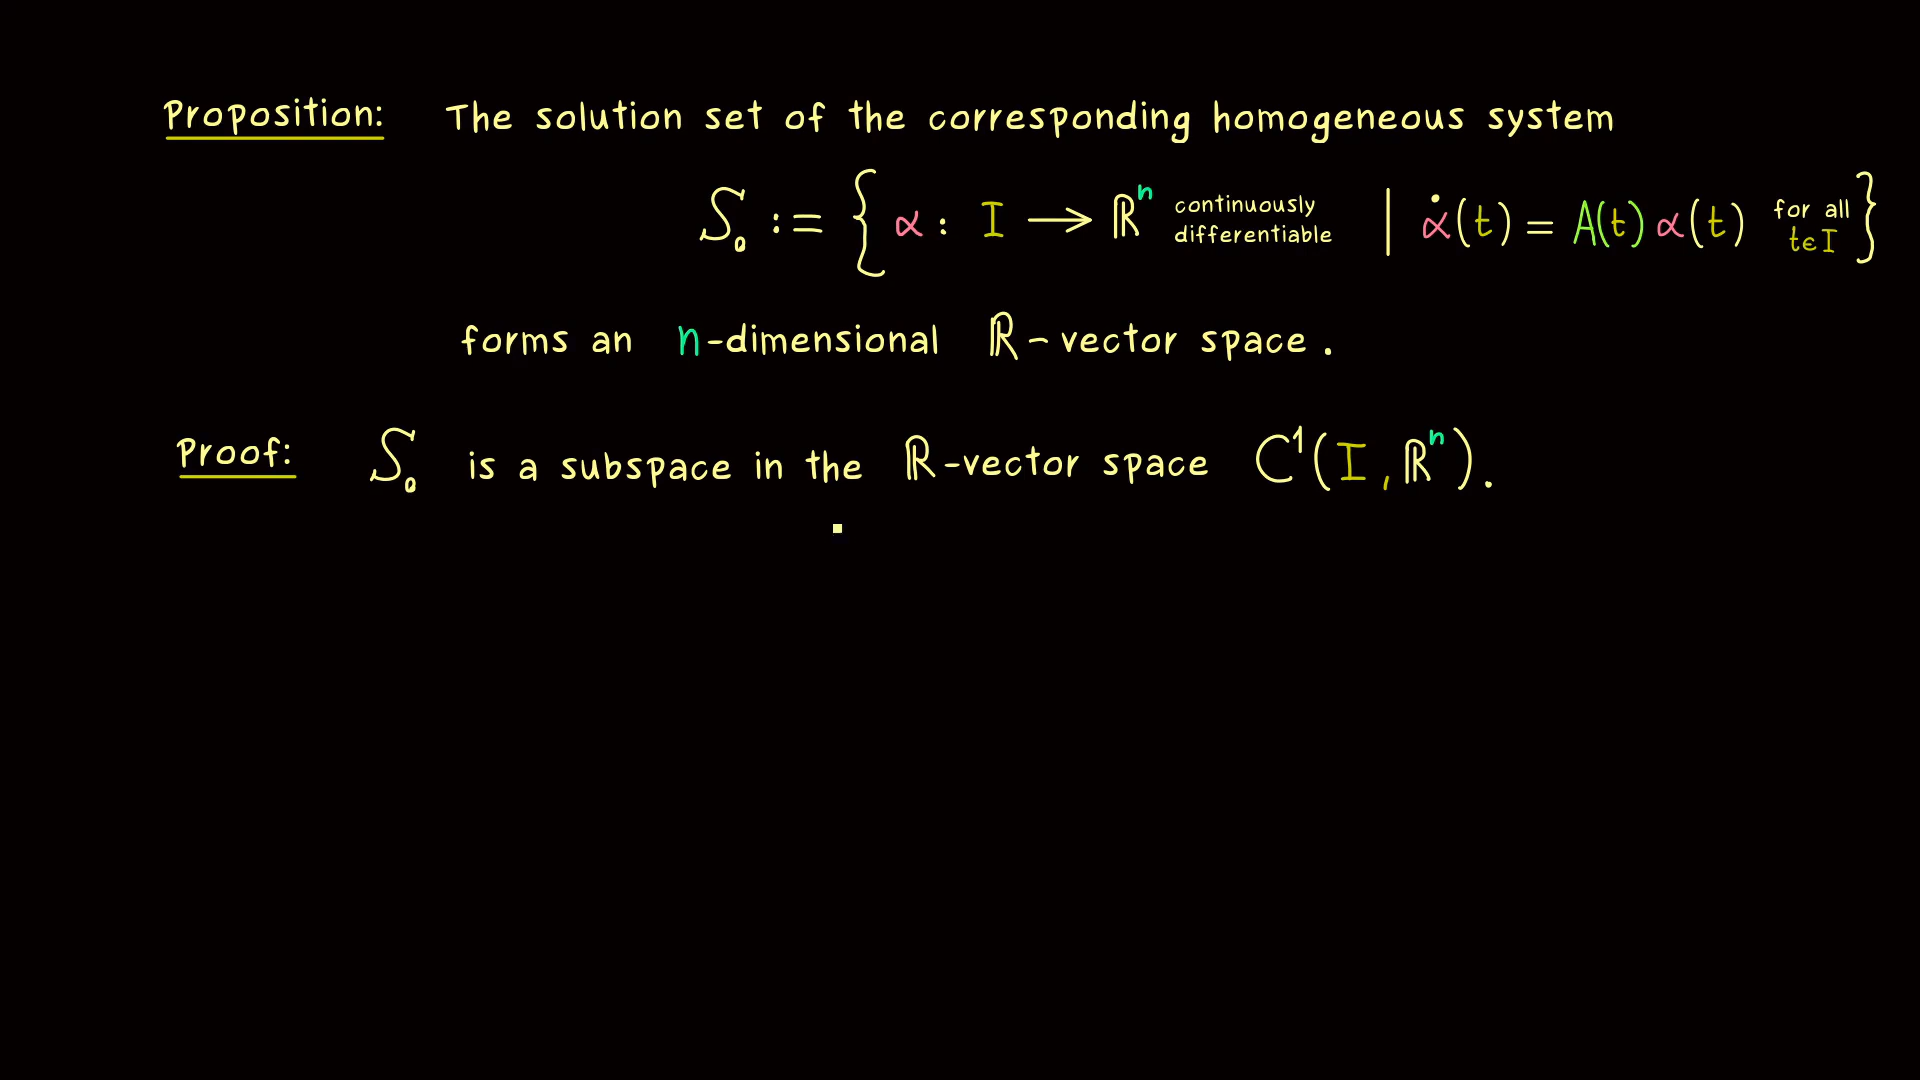 Proposition: The solution set of the corresponding homogeneous system
S₀ := { α : I ⟶ ℝⁿ continuously differentiable | α̇(t) = A(t) α(t) for all t∈I }
forms an n-dimensional ℝ-vector space.
Proof: S₀ is a subspace in the ℝ-vector space C¹(I, ℝⁿ).